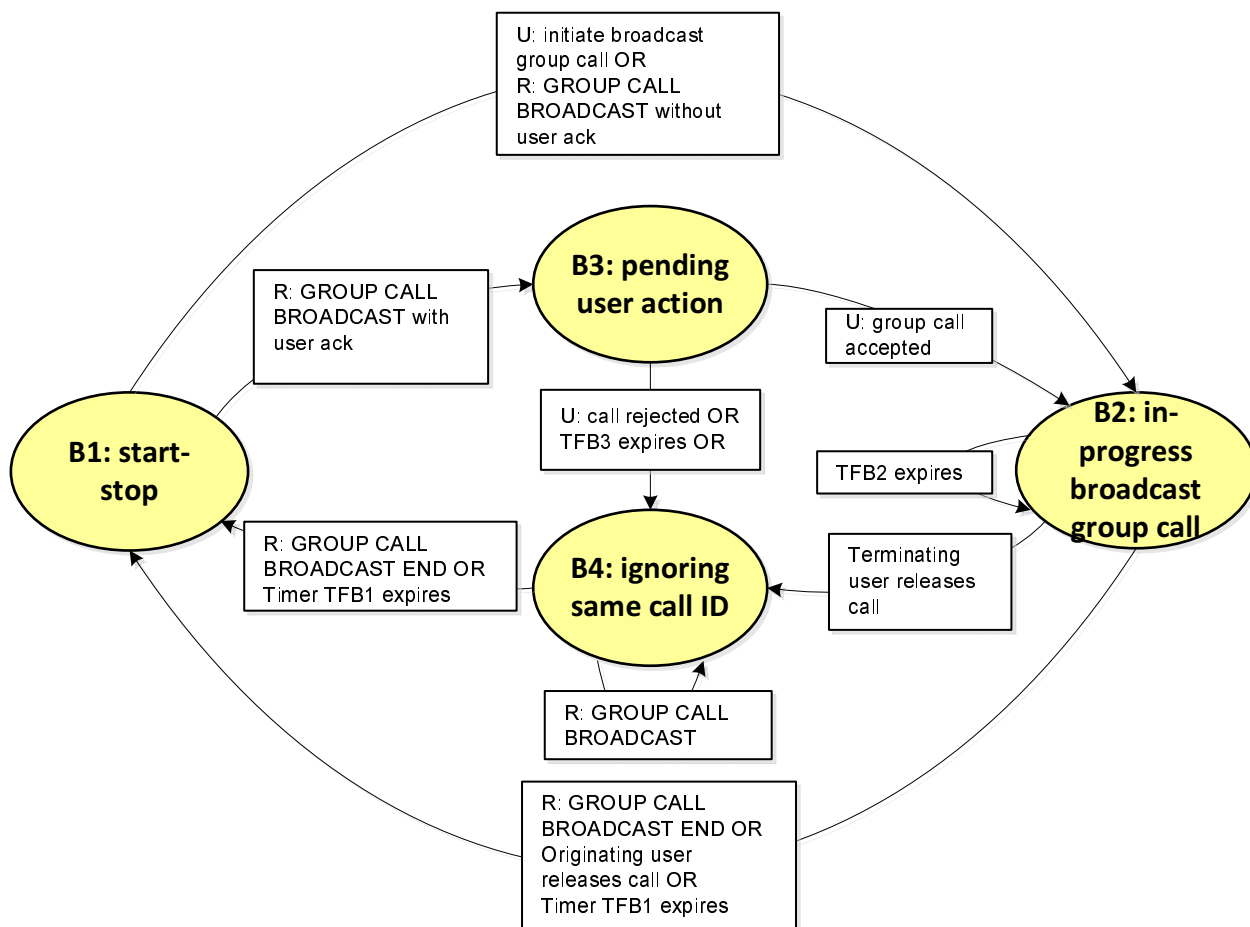 U: initiate broadcast
group call OR
R: GROUP CALL
BROADCAST without
user ack
B3: pending
user action
R: GROUP CALL
BROADCAST with
user ack
U: group call
accepted
B1: start-
stop
U: call rejected OR
TFB3 expires OR
B2: in-
progress
broadcast
group call
TFB2 expires
R: GROUP CALL
BROADCAST END OR
Timer TFB1 expires
B4: ignoring
same call ID
Terminating
user releases
call
R: GROUP CALL
BROADCAST
R: GROUP CALL
BROADCAST END OR
Originating user
releases call OR
Timer TFB1 expires